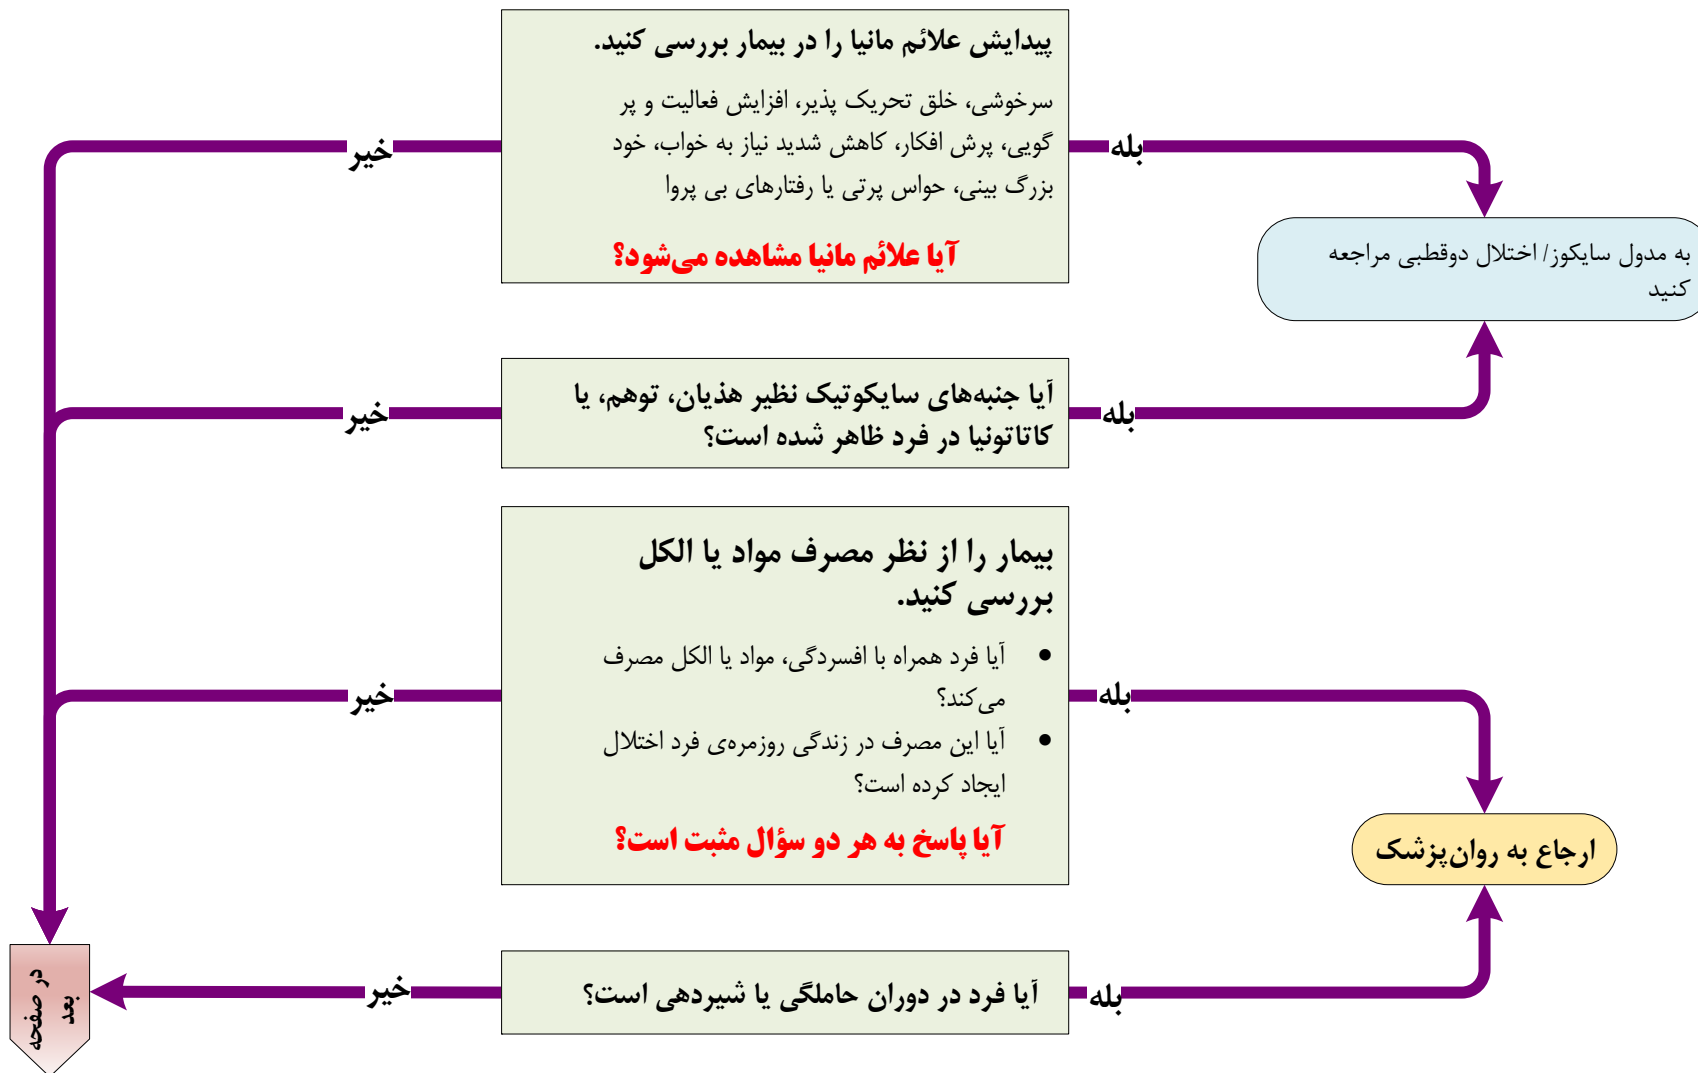 پیدایش علائم مانیا را در بیمار بررسی کنید.
سرخوشی، خلق تحریک پذیر، افزایش فعالیت و پر
گویی، پرش افکار، کاهش شدید نیاز به خواب، خود
بزرگ بینی، حواس پرتی یا رفتارهای بی پروا
آیا علائم مانیا مشاهده می‌شود؟
بله
خیر
به مدول سایکوز/ اختلال دوقطبی مراجعه
کنید
آیا جنبه‌های سایکوتیک نظیر هذیان، توهم، یا
کاتاتونیا در فرد ظاهر شده است؟
بله
خیر
بیمار را از نظر مصرف مواد یا الکل
بررسی کنید.
• آیا فرد همراه با افسردگی، مواد یا الکل مصرف
می‌کند؟
• آیا این مصرف در زندگی روزمره‌ی فرد اختلال
ایجاد کرده است؟
آیا پاسخ به هر دو سؤال مثبت است؟
بله
خیر
ارجاع به روان‌پزشک
آیا فرد در دوران حاملگی یا شیردهی است؟
بله
خیر
در صفحه
بعد